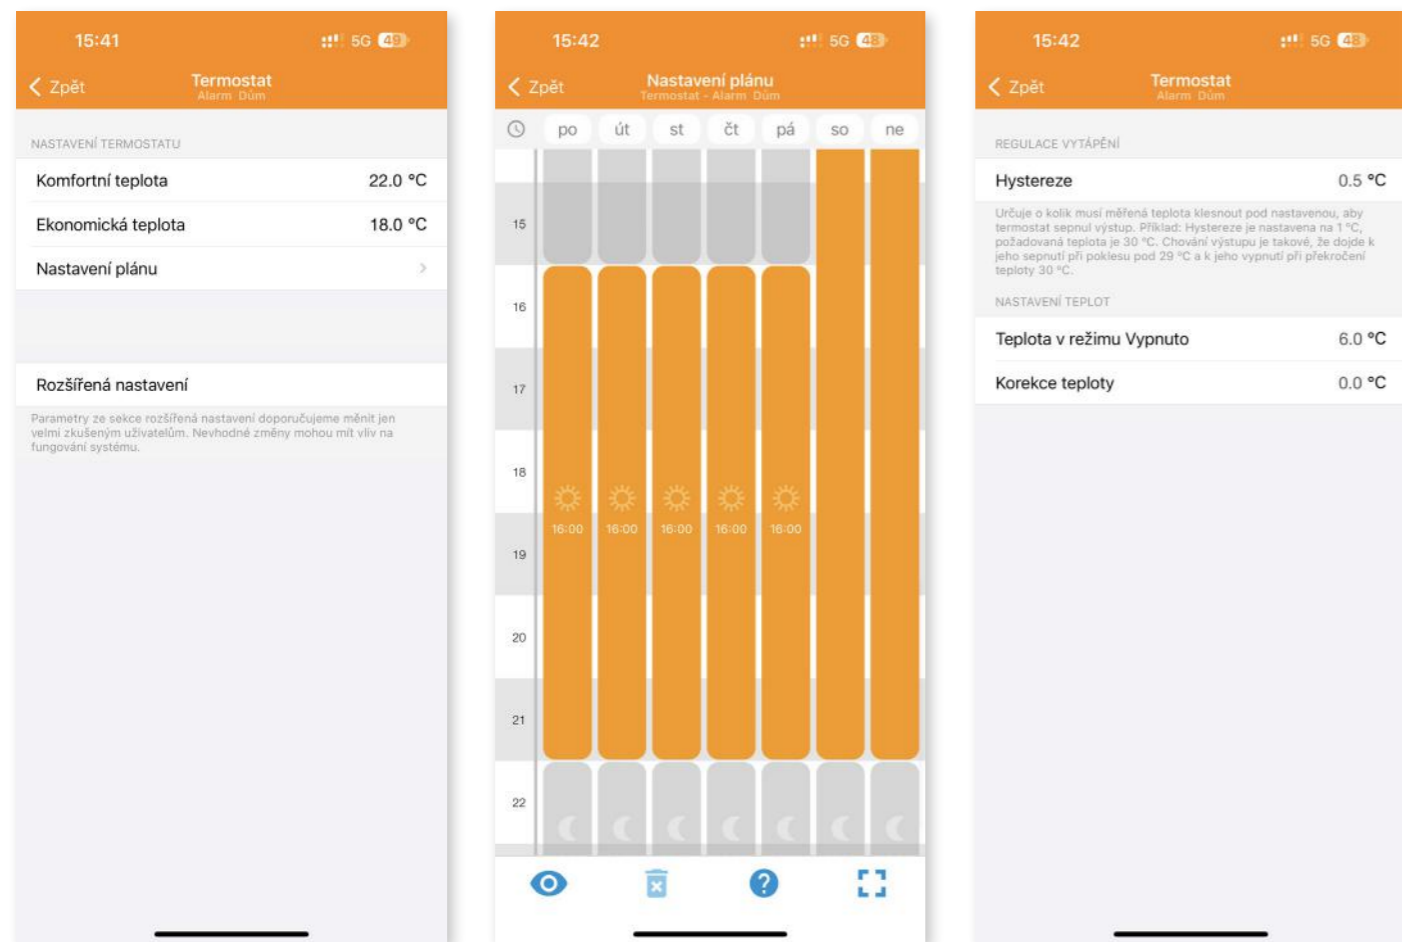 15:41
5G 49
Zpět
Termostat
Alarm Dům
NASTAVENÍ TERMOSTATU
Komfortní teplota 22.0 °C
Ekonomická teplota 18.0 °C
Nastavení plánu
Rozšířená nastavení
Parametry ze sekce rozšířená nastavení doporučujeme měnit jen
velmi zkušeným uživatelům. Nevhodné změny mohou mít vliv na
fungování systému.
15:42
5G 48
Zpět
Nastavení plánu
Termostat - Alarm Dům
po út st čt pá so ne
15
16
17
18
16:00 16:00 16:00 16:00 16:00
19
20
21
22
15:42
5G 48
Zpět
Termostat
Alarm Dům
REGULACE VYTÁPĚNÍ
Hystereze 0.5 °C
Určuje o kolik musí měřená teplota klesnout pod nastavenou, aby
termostat sepnul výstup. Příklad: Hystereze je nastavena na 1 °C,
požadovaná teplota je 30 °C. Chování výstupu je takové, že dojde k
jeho sepnutí při poklesu pod 29 °C a k jeho vypnutí při překročení
teploty 30 °C.
NASTAVENÍ TEPLOT
Teplota v režimu Vypnuto 6.0 °C
Korekce teploty 0.0 °C